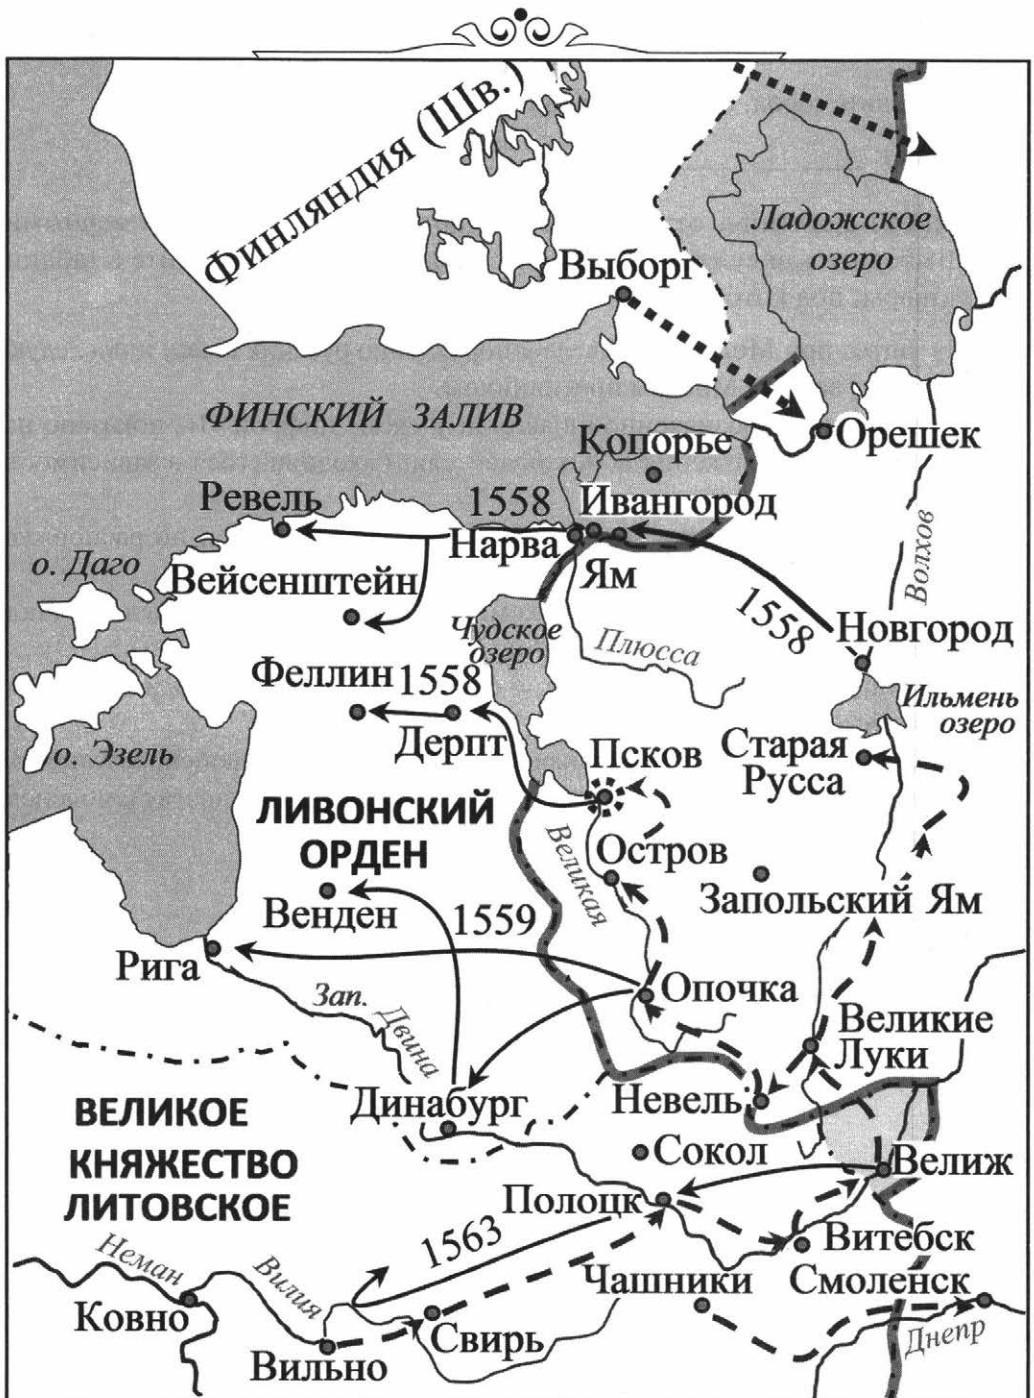 Финляндия (Шв.)
Ладожское
озеро
Выборг
ФИНСКИЙ ЗАЛИВ
Орешек
Копорье
Ревель
1558
Ивангород
Нарва
Ям
о. Даго
Вейсенштейн
Волхов
1558
Чудское
озеро
Плюсса
Новгород
Феллин
1558
Дерпт
Ильмень
озеро
о. Эзель
Псков
Старая
Русса
ЛИВОНСКИЙ
ОРДЕН
Великая
Остров
Запольский Ям
Венден
1559
Рига
Зап. Двина
Опочка
Великие
Луки
Динабург
Невель
ВЕЛИКОЕ
КНЯЖЕСТВО
ЛИТОВСКОЕ
Сокол
Велиж
Полоцк
1563
Витебск
Неман
Вилия
Чашники
Смоленск
Ковно
Свирь
Вильно
Днепр